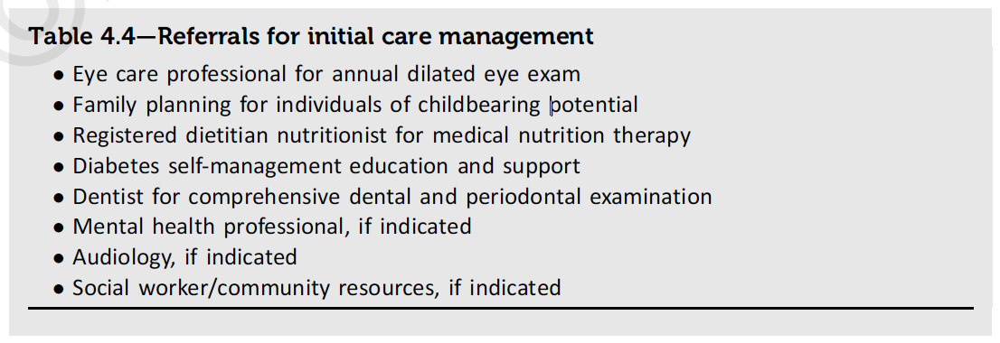 Table 4.4—Referrals for initial care management
● Eye care professional for annual dilated eye exam
● Family planning for individuals of childbearing potential
● Registered dietitian nutritionist for medical nutrition therapy
● Diabetes self-management education and support
● Dentist for comprehensive dental and periodontal examination
● Mental health professional, if indicated
● Audiology, if indicated
● Social worker/community resources, if indicated